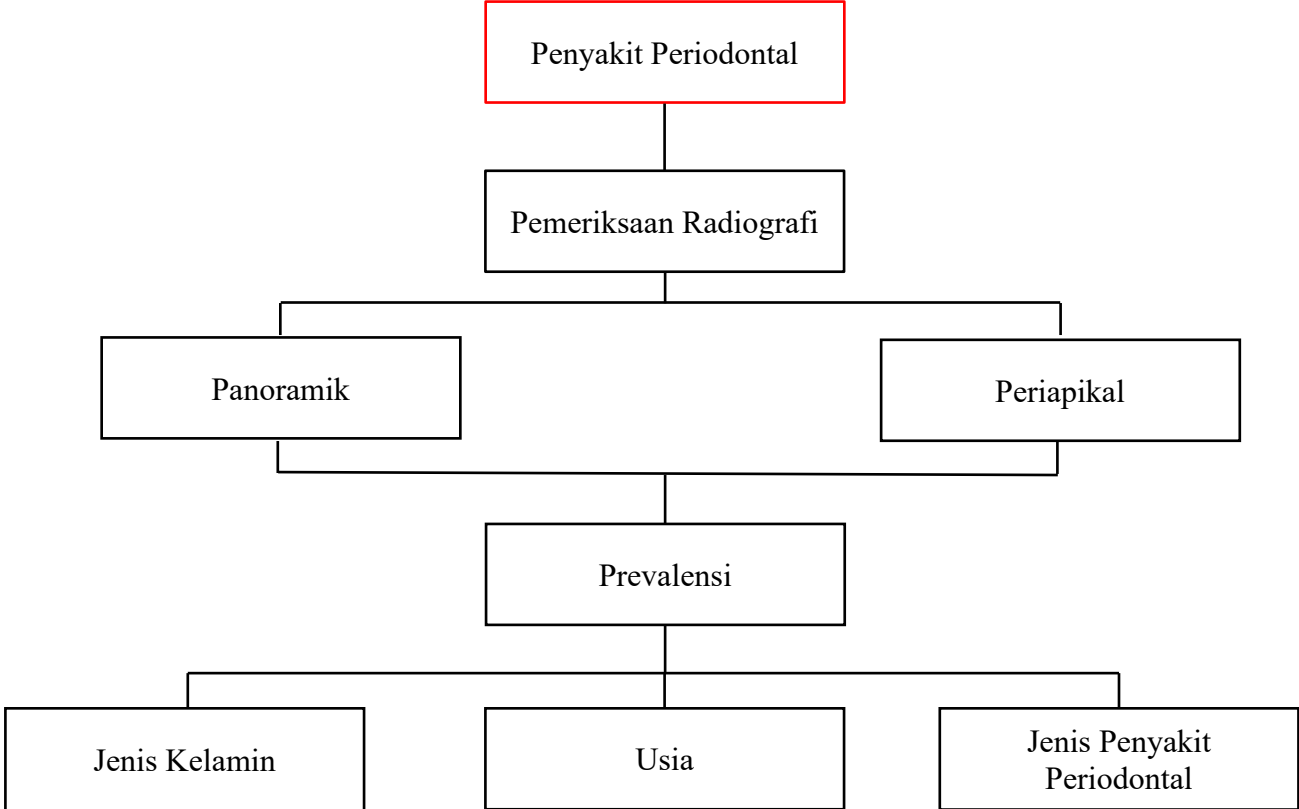 Penyakit Periodontal
Pemeriksaan Radiografi
Panoramik
Periapikal
Prevalensi
Jenis Kelamin
Usia
Jenis Penyakit
Periodontal